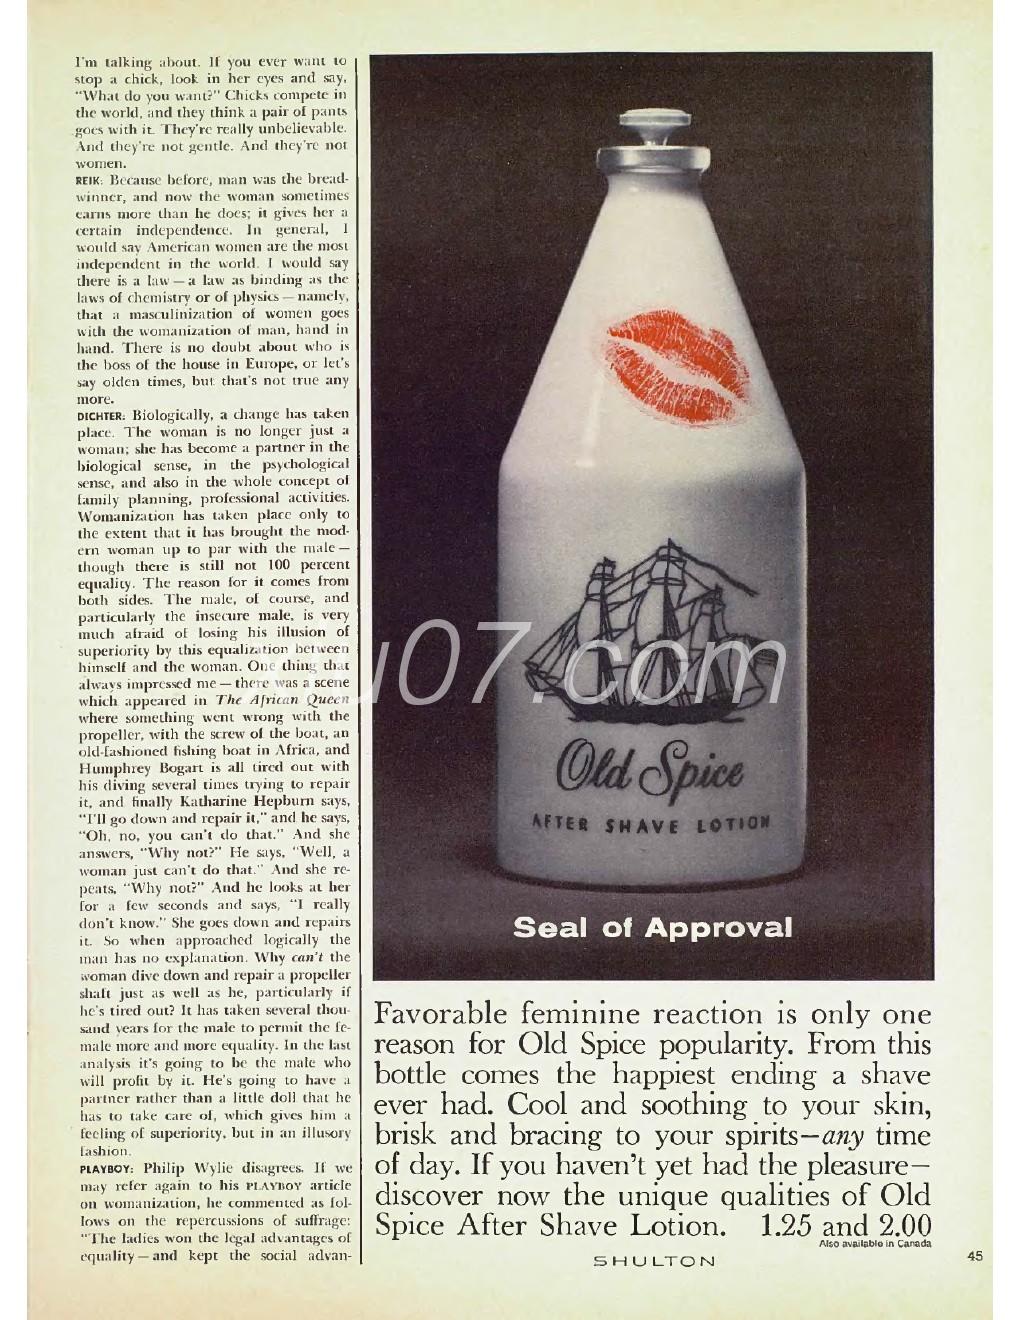 I'm talking about. If you ever want to
stop a chick, look in her eyes and say,
"What do you want?" Chicks compete in
the world, and they think a pair of pants
goes with it. They're really unbelievable.
And they're not gentle. And they're not
women.
REIK: Because before, man was the bread-
winner, and now the woman sometimes
earns more than he does; it gives her a
certain independence. In general, I
would say American women are the most
independent in the world. I would say
there is a law—a law as binding as the
laws of chemistry or of physics—namely,
that a masculinization of women goes
with the womanization of man, hand in
hand. There is no doubt about who is
the boss of the house in Europe, or let's
say olden times, but that's not true any
more.
DICHTER: Biologically, a change has taken
place. The woman is no longer just a
woman; she has become a partner in the
biological sense, in the psychological
sense, and also in the whole concept of
family planning, professional activities.
Womanization has taken place only to
the extent that it has brought the mod-
ern woman up to par with the male—
though there is still not 100 percent
equality. The reason for it comes from
both sides. The male, of course, and
particularly the insecure male, is very
much afraid of losing his illusion of
superiority by this equalization between
himself and the woman. One thing that
always impressed me—there was a scene
which appeared in The African Queen
where something went wrong with the
propeller, with the screw of the boat, an
old-fashioned fishing boat in Africa, and
Humphrey Bogart is all tired out with
his diving several times trying to repair
it, and finally Katharine Hepburn says,
"I'll go down and repair it," and he says,
"Oh, no, you can't do that." And she
answers, "Why not?" He says, "Well, a
woman just can't do that." And she re-
peats, "Why not?" And he looks at her
for a few seconds and says, "I really
don't know." She goes down and repairs
it. So when approached logically the
man has no explanation. Why can't the
woman dive down and repair a propeller
shaft just as well as he, particularly if
he's tired out? It has taken several thou-
sand years for the male to permit the fe-
male more and more equality. In the last
analysis it's going to be the male who
will profit by it. He's going to have a
partner rather than a little doll that he
has to take care of, which gives him a
feeling of superiority, but in an illusory
fashion.
PLAYBOY: Philip Wylie disagrees. If we
may refer again to his PLAYBOY article
on womanization, he commented as fol-
lows on the repercussions of suffrage:
"The ladies won the legal advantages of
equality—and kept the social advan-
Old Spice
AFTER SHAVE LOTION
Seal of Approval
Favorable feminine reaction is only one
reason for Old Spice popularity. From this
bottle comes the happiest ending a shave
ever had. Cool and soothing to your skin,
brisk and bracing to your spirits—any time
of day. If you haven't yet had the pleasure—
discover now the unique qualities of Old
Spice After Shave Lotion. 1.25 and 2.00
Also available in Canada
SHULTON
45